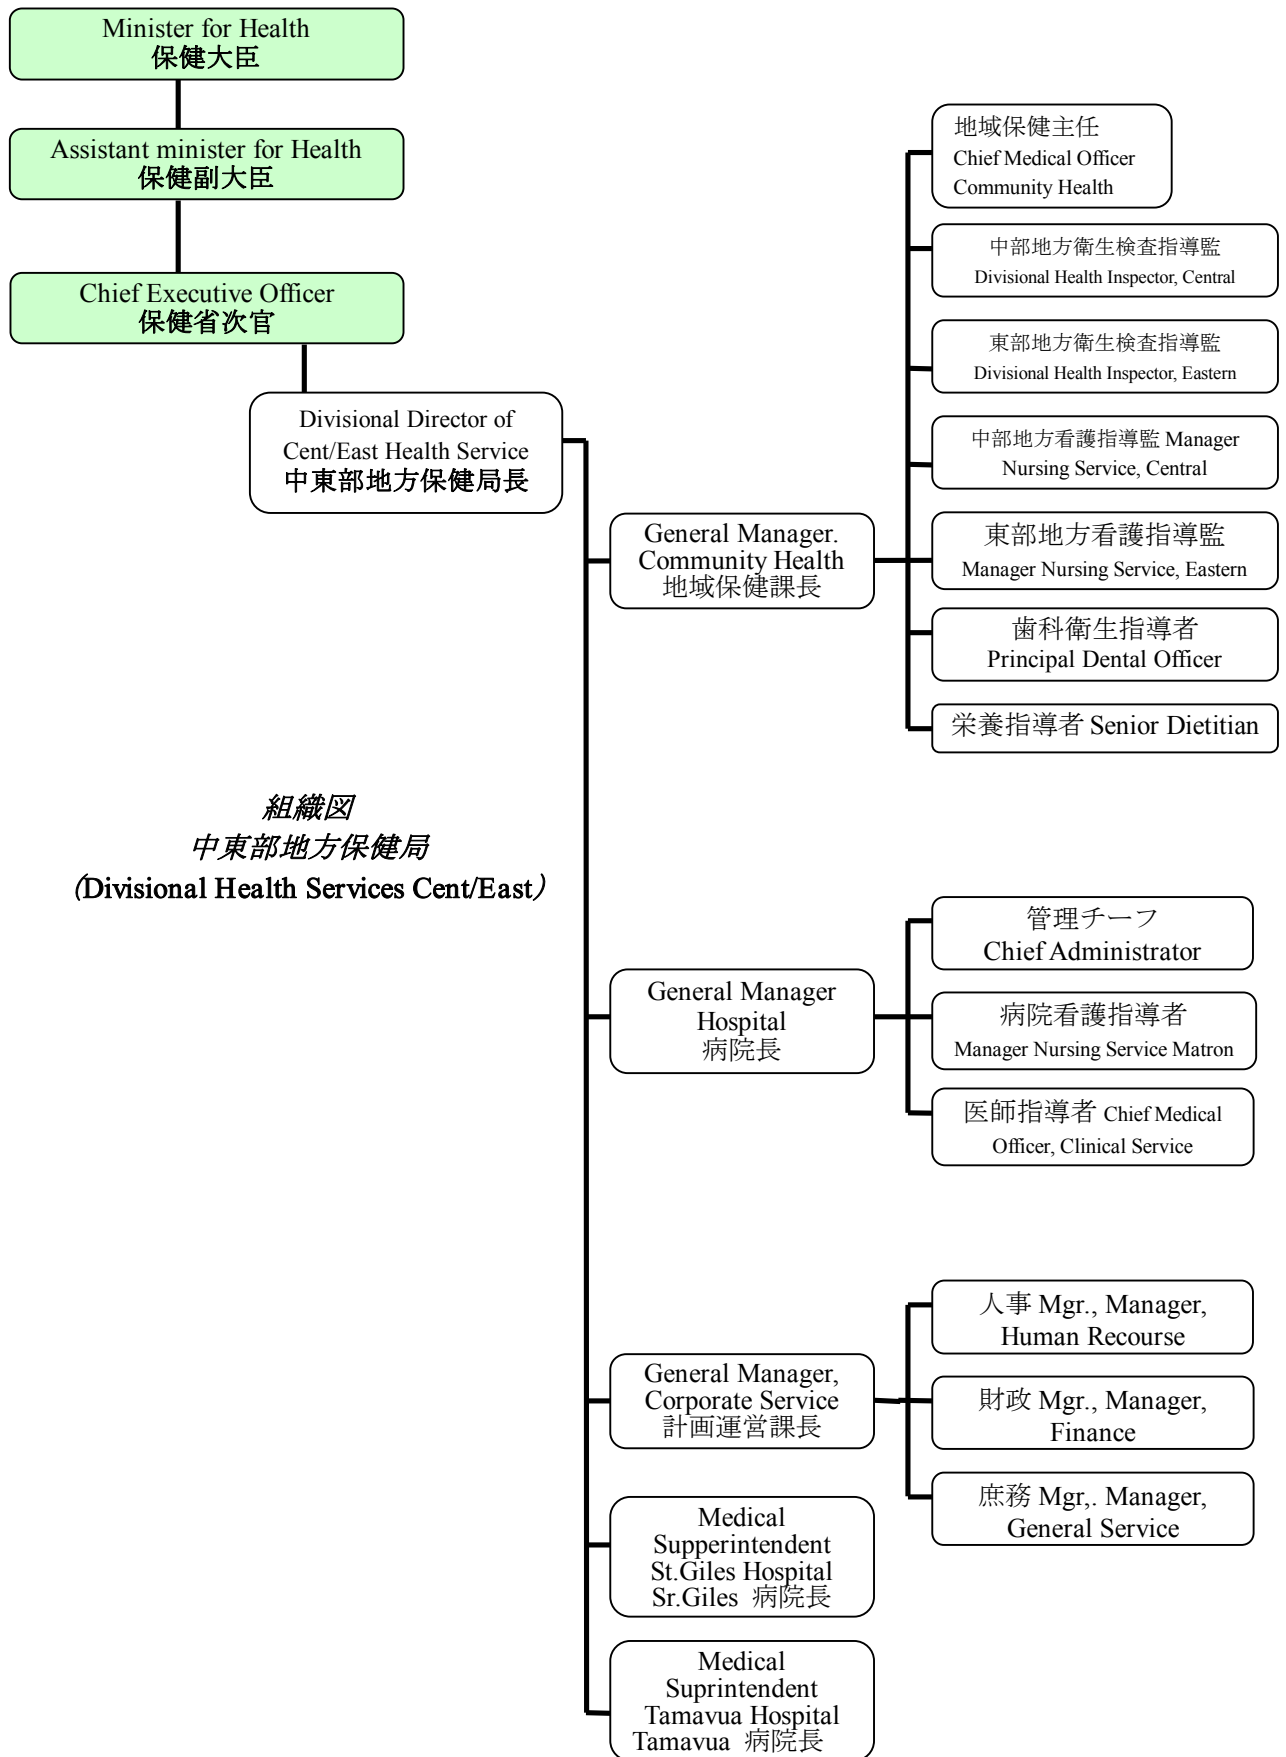 Minister for Health
保健大臣
Assistant minister for Health
保健副大臣
Chief Executive Officer
保健省次官
Divisional Director of
Cent/East Health Service
中東部地方保健局長
General Manager.
Community Health
地域保健課長
地域保健主任
Chief Medical Officer
Community Health
中部地方衛生検査指導監
Divisional Health Inspector, Central
東部地方衛生検査指導監
Divisional Health Inspector, Eastern
中部地方看護指導監 Manager
Nursing Service, Central
東部地方看護指導監
Manager Nursing Service, Eastern
歯科衛生指導者
Principal Dental Officer
栄養指導者 Senior Dietitian
組織図
中東部地方保健局
（Divisional Health Services Cent/East）
General Manager
Hospital
病院長
管理チーフ
Chief Administrator
病院看護指導者
Manager Nursing Service Matron
医師指導者 Chief Medical
Officer, Clinical Service
General Manager,
Corporate Service
計画運営課長
人事 Mgr., Manager,
Human Recourse
財政 Mgr., Manager,
Finance
庶務 Mgr,. Manager,
General Service
Medical
Supperintendent
St.Giles Hospital
Sr.Giles 病院長
Medical
Suprintendent
Tamavua Hospital
Tamavua 病院長